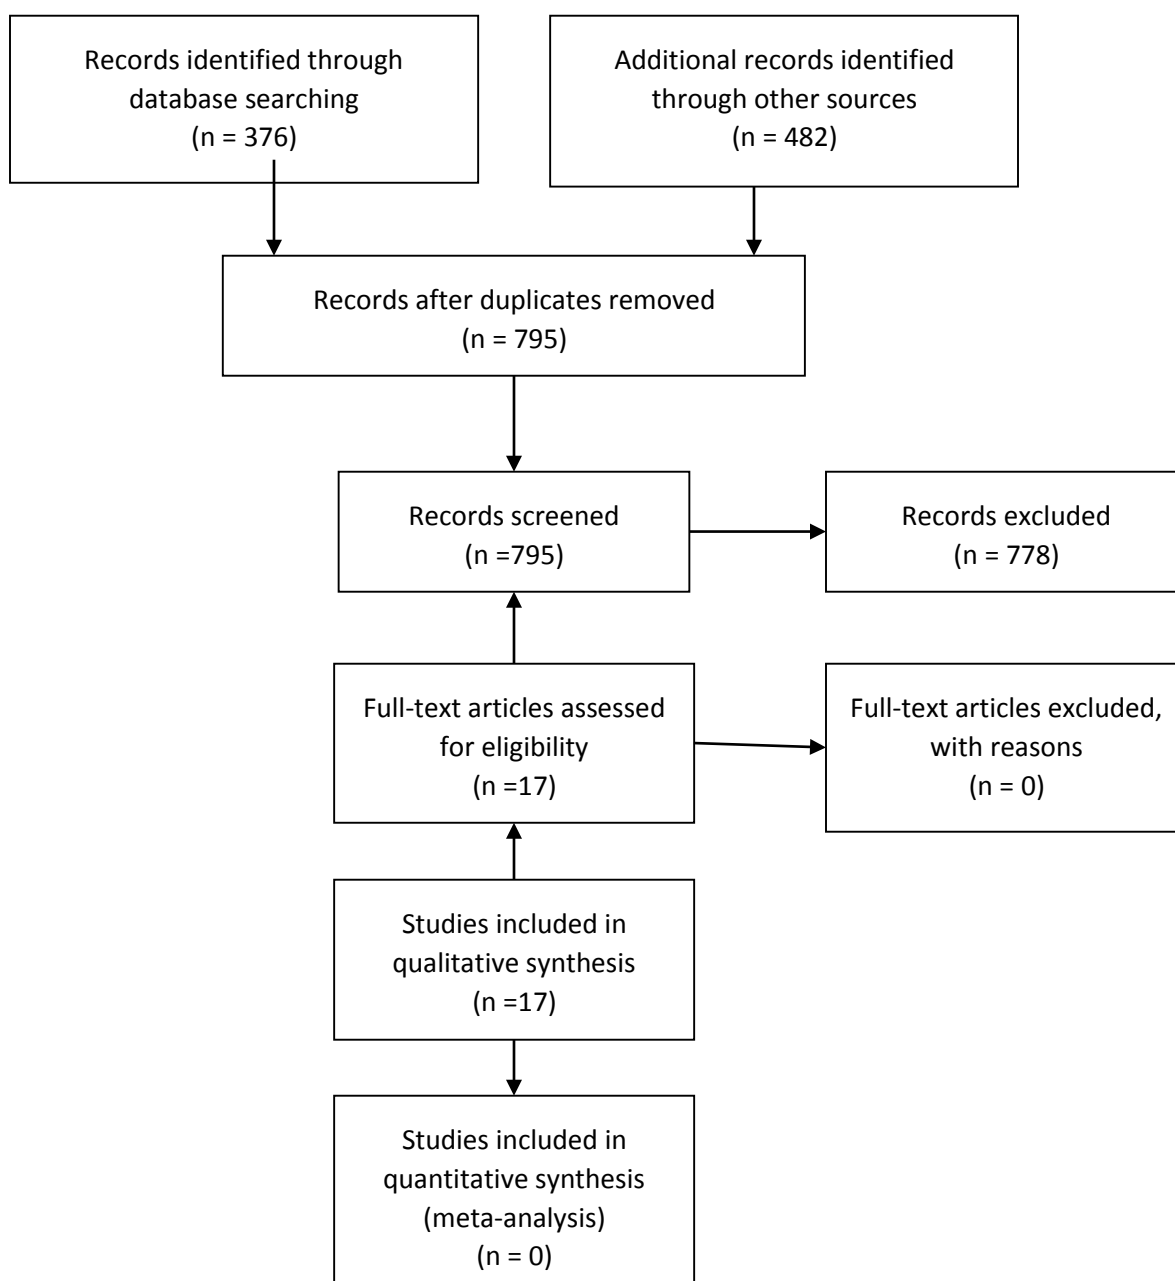 Records identified through
database searching
(n = 376)
Additional records identified
through other sources
(n = 482)
Records after duplicates removed
(n = 795)
Records screened
(n =795)
Records excluded
(n = 778)
Full-text articles assessed
for eligibility
(n =17)
Full-text articles excluded,
with reasons
(n = 0)
Studies included in
qualitative synthesis
(n =17)
Studies included in
quantitative synthesis
(meta-analysis)
(n = 0)